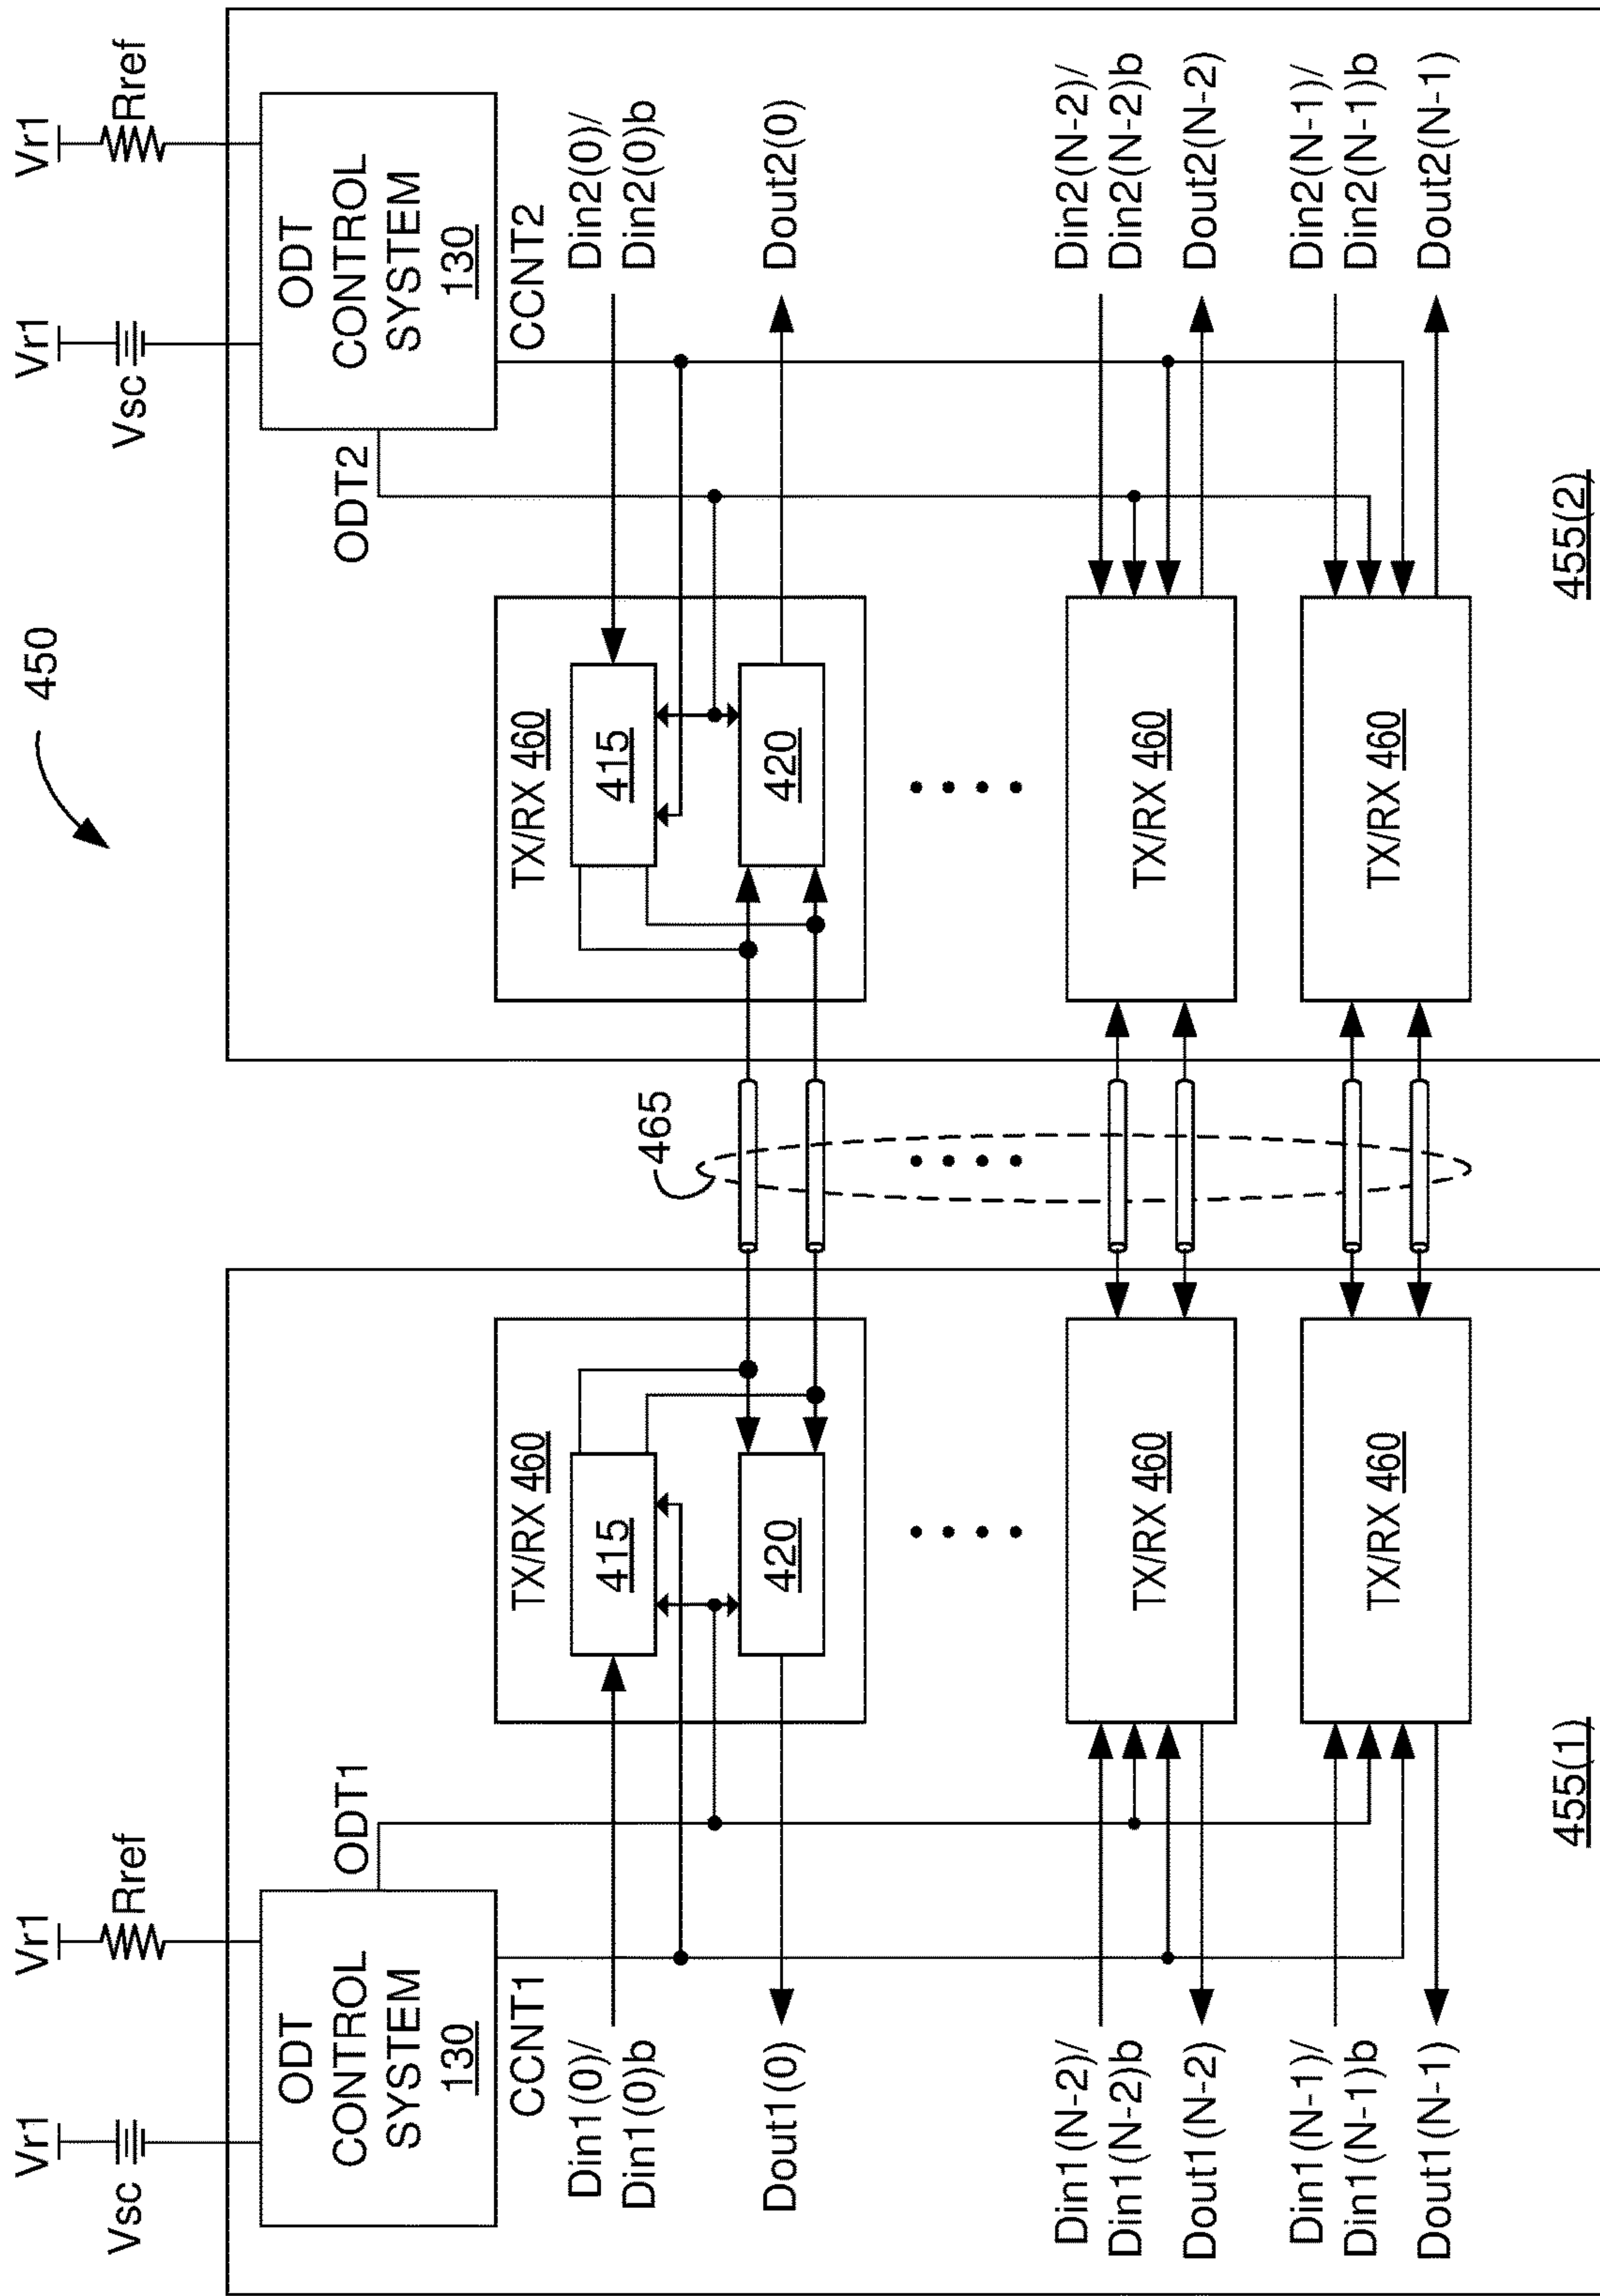 450
Vr1
Vr1
Vsc
Rref
ODT
CONTROL
SYSTEM
130
ODT1
CCNT1
Din1(0)/
Din1(0)b
Dout1(0)
TX/RX 460
415
420
Din1(N-2)/
Din1(N-2)b
Dout1(N-2)
TX/RX 460
Din1(N-1)/
Din1(N-1)b
Dout1(N-1)
TX/RX 460
455(1)
465
Vr1
Vr1
Vsc
Rref
ODT
CONTROL
SYSTEM
130
ODT2
CCNT2
TX/RX 460
415
420
Din2(0)/
Din2(0)b
Dout2(0)
TX/RX 460
Din2(N-2)/
Din2(N-2)b
Dout2(N-2)
TX/RX 460
Din2(N-1)/
Din2(N-1)b
Dout2(N-1)
455(2)